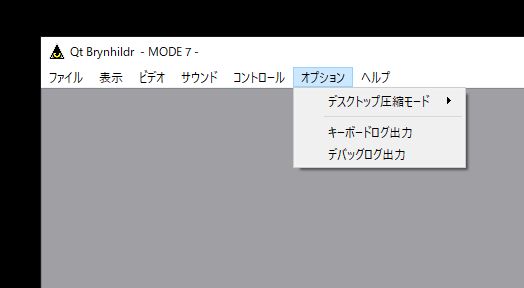 Qt Brynhildr - MODE 7 -
ファイル 表示 ビデオ サウンド コントロール オプション ヘルプ
デスクトップ圧縮モード
キーボードログ出力
デバッグログ出力